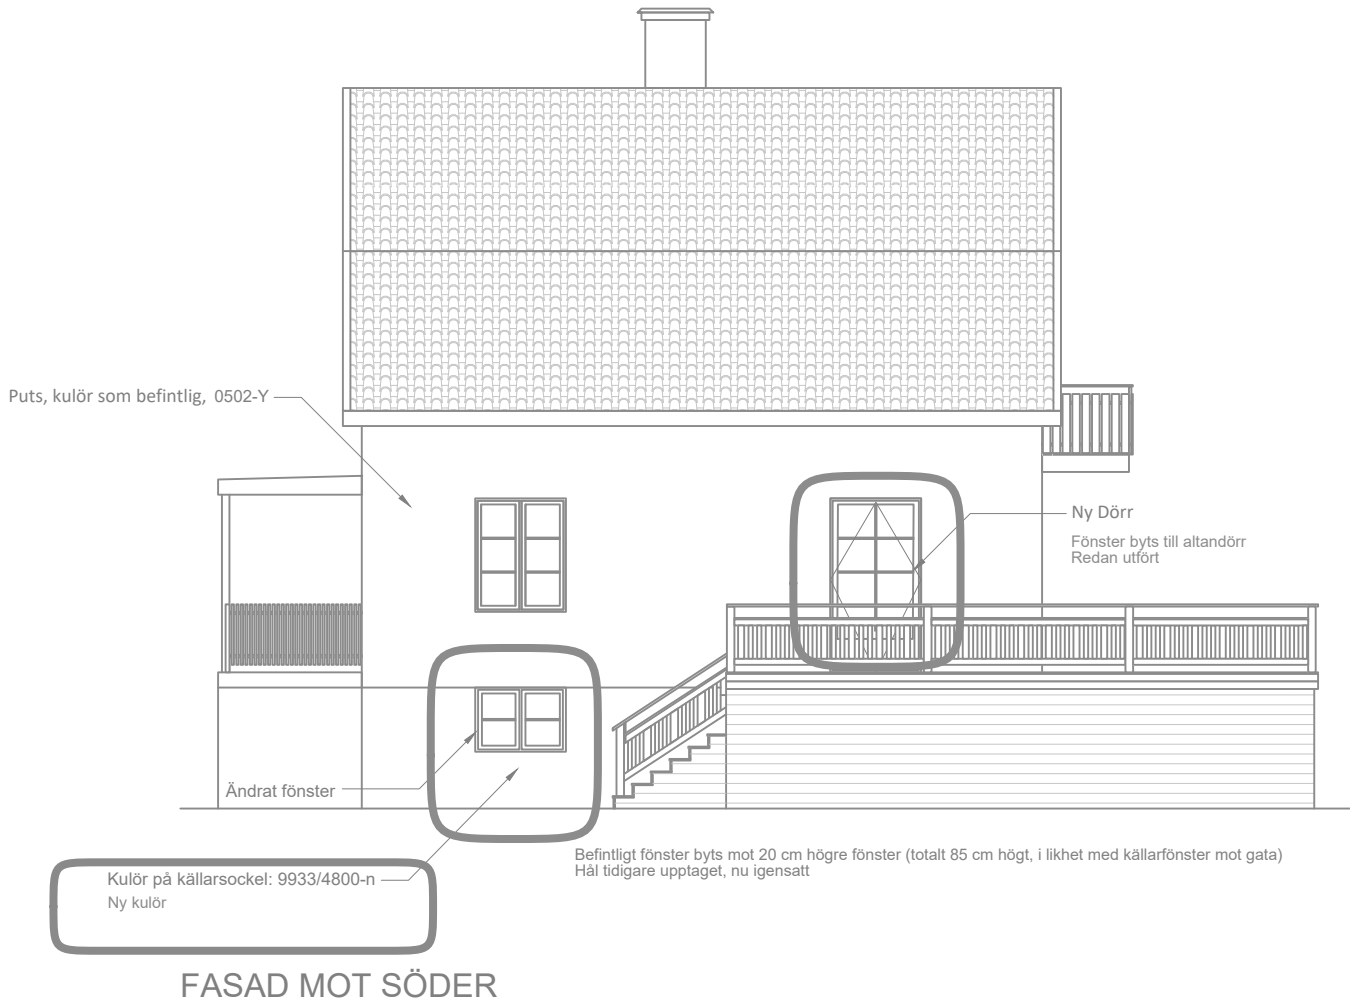 Puts, kulör som befintlig, 0502-Y
Ny Dörr
Fönster byts till altandörr
Redan utfört
Ändrat fönster
Befintligt fönster byts mot 20 cm högre fönster (totalt 85 cm högt, i likhet med källarfönster mot gata)
Hål tidigare upptaget, nu igensatt
Kulör på källarsockel: 9933/4800-n
Ny kulör
FASAD MOT SÖDER